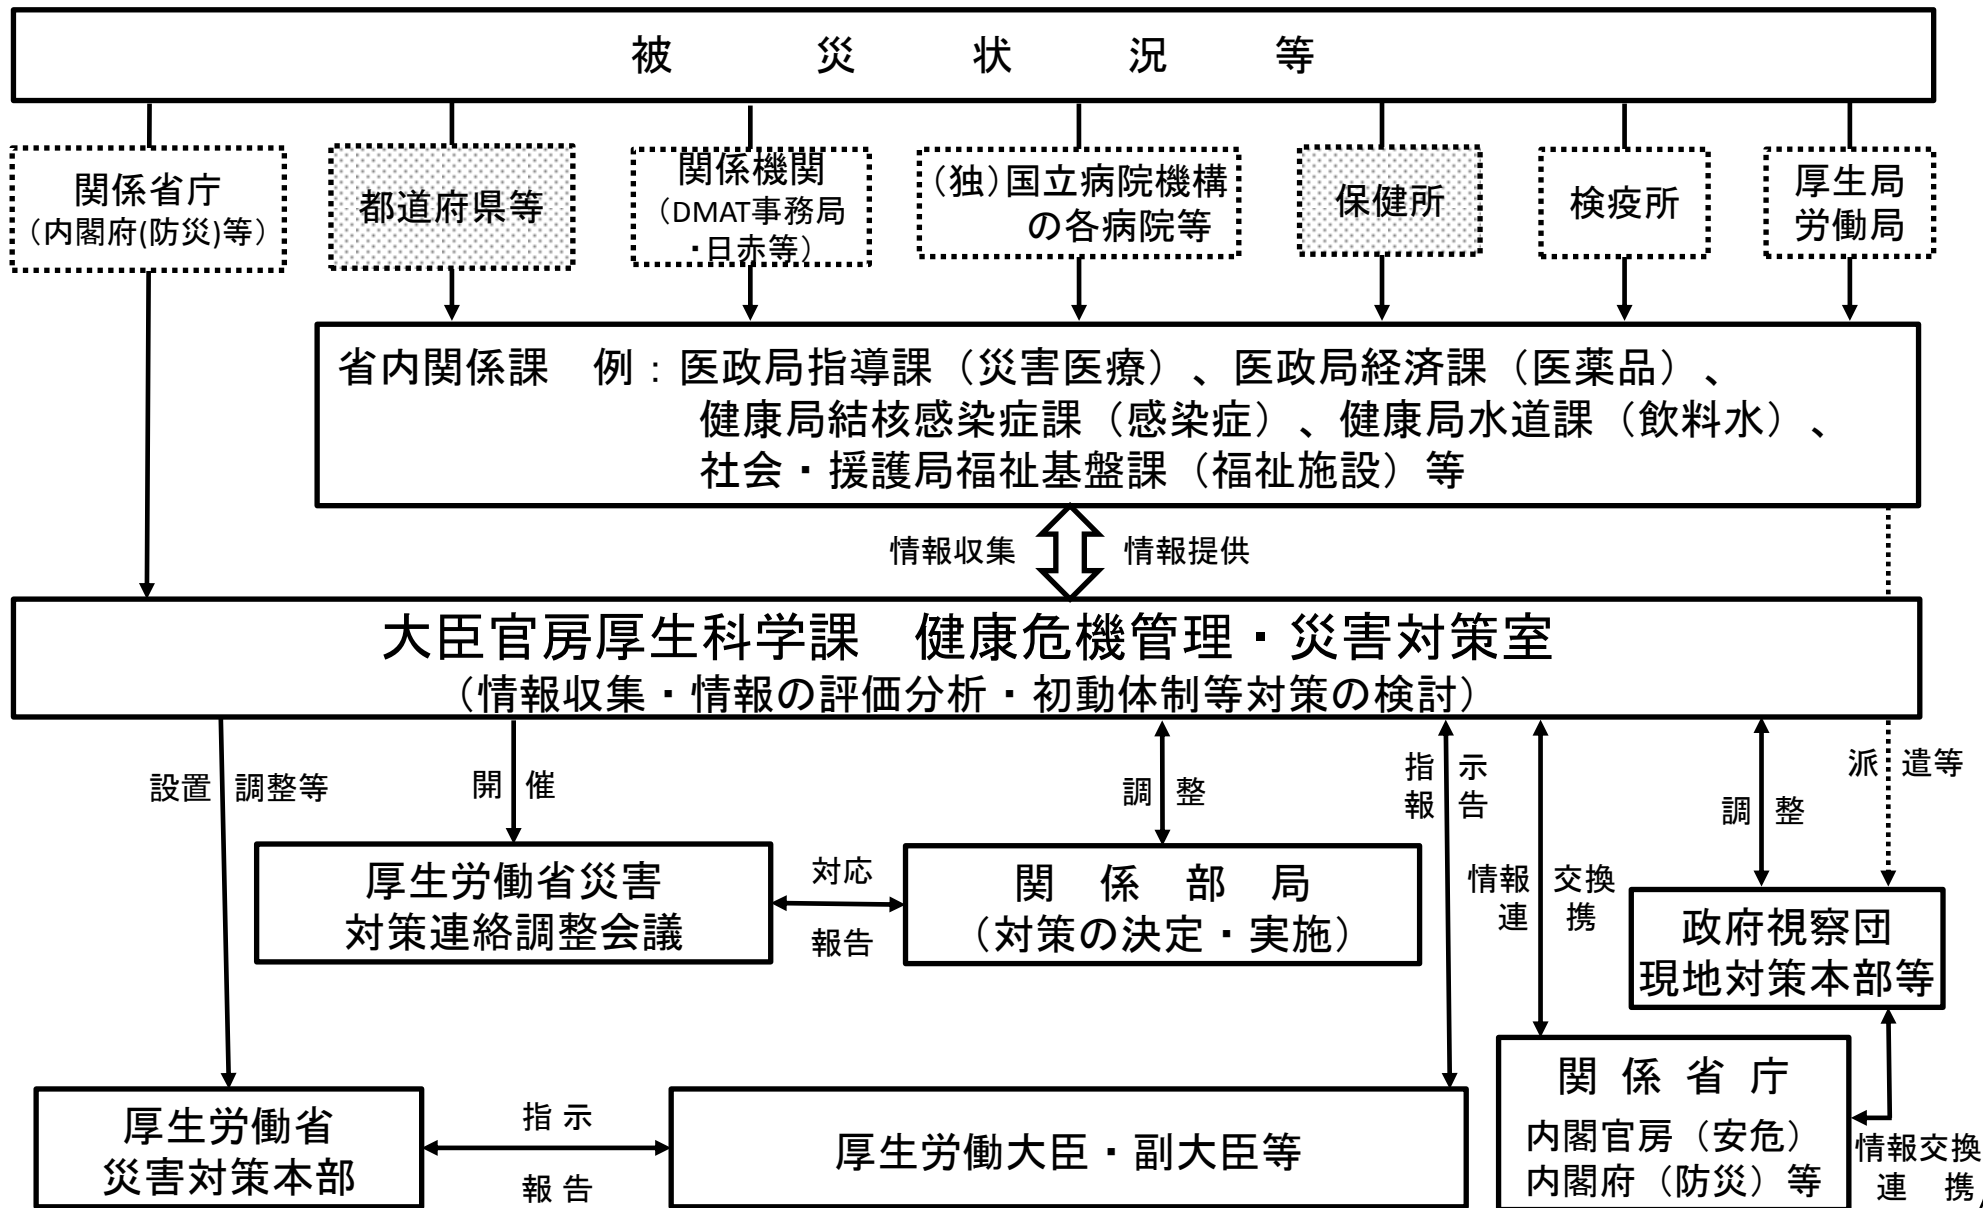 被災状況等
関係省庁
（内閣府(防災)等）
都道府県等
関係機関
（DMAT事務局
・日赤等）
（独）国立病院機構
の各病院等
保健所
検疫所
厚生局
労働局
省内関係課　例：医政局指導課（災害医療）、医政局経済課（医薬品）、
健康局結核感染症課（感染症）、健康局水道課（飲料水）、
社会・援護局福祉基盤課（福祉施設）等
情報収集　情報提供
大臣官房厚生科学課　健康危機管理・災害対策室
（情報収集・情報の評価分析・初動体制等対策の検討）
設置　調整等
開　催
調　整
指　示
報　告
情報　交換
連　携
調　整
派　遣等
厚生労働省災害
対策連絡調整会議
対応
報告
関係部局
（対策の決定・実施）
政府視察団
現地対策本部等
厚生労働省
災害対策本部
指示
報告
厚生労働大臣・副大臣等
関係省庁
内閣官房（安危）
内閣府（防災）等
情報交換
連　携